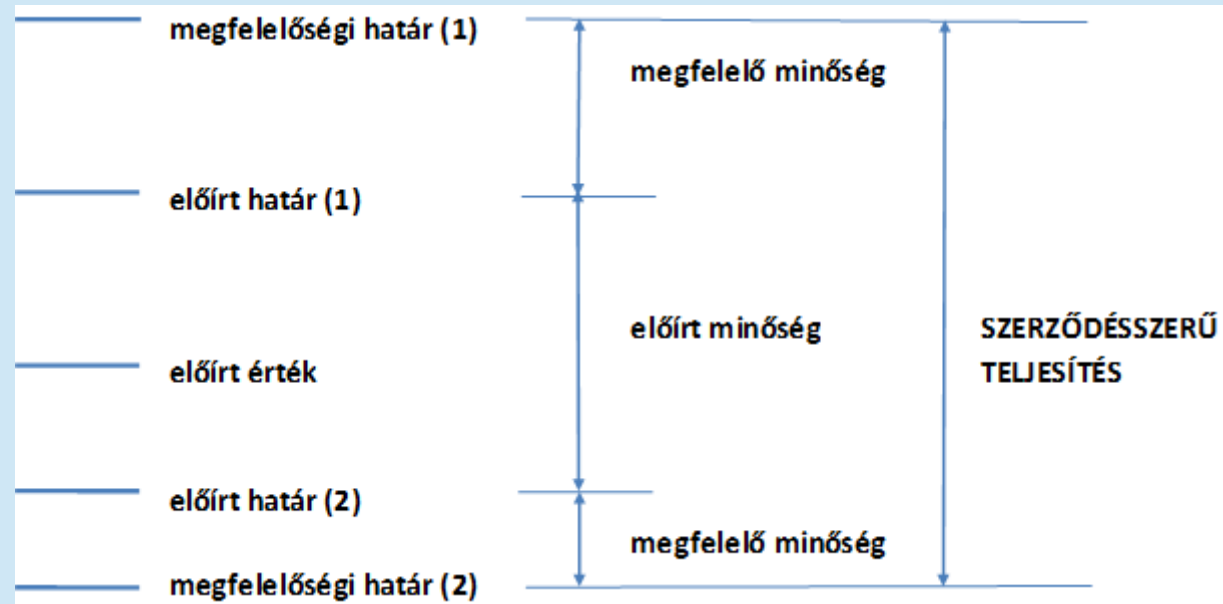 megfelelőségi határ (1)
megfelelő minőség
előírt határ (1)
előírt minőség
SZERZŐDÉSSZERŰ
TELJESÍTÉS
előírt érték
előírt határ (2)
megfelelő minőség
megfelelőségi határ (2)